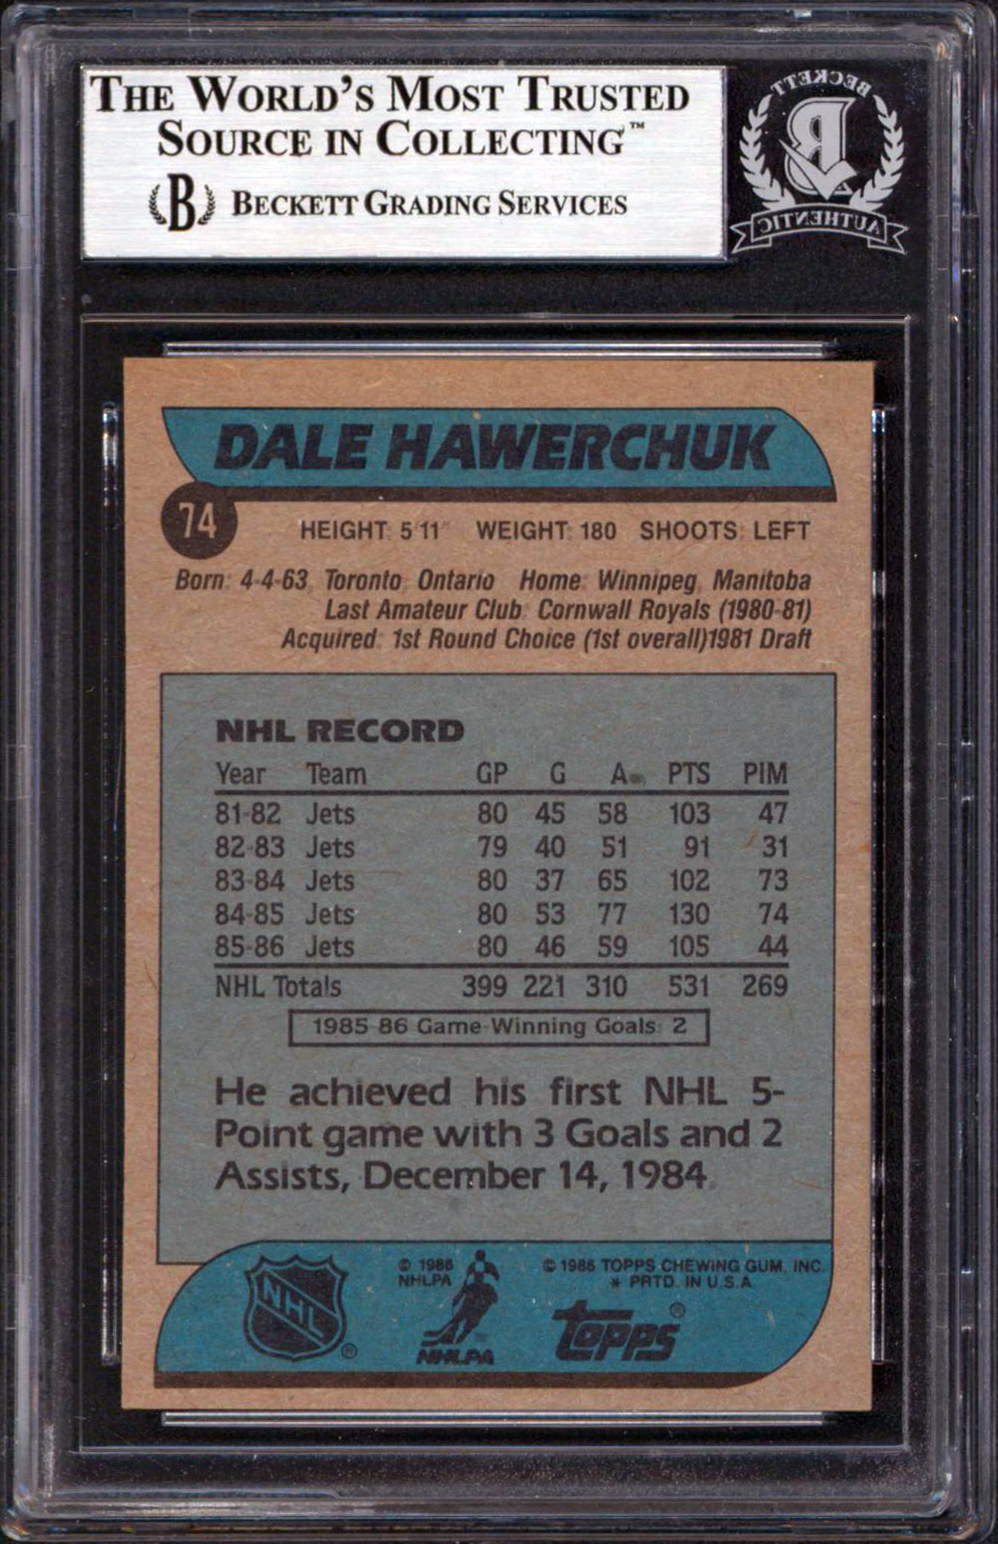 THE WORLD'S MOST TRUSTED
SOURCE IN COLLECTING™
B BECKETT GRADING SERVICES
BECKETT
B
AUTHENTIC
DALE HAWERCHUK
74
HEIGHT: 5'11" WEIGHT: 180 SHOOTS: LEFT
Born: 4-4-63, Toronto, Ontario Home: Winnipeg, Manitoba
Last Amateur Club: Cornwall Royals (1980-81)
Acquired: 1st Round Choice (1st overall)1981 Draft
NHL RECORD
Year Team GP G A PTS PIM
81-82 Jets 80 45 58 103 47
82-83 Jets 79 40 51 91 31
83-84 Jets 80 37 65 102 73
84-85 Jets 80 53 77 130 74
85-86 Jets 80 46 59 105 44
NHL Totals 399 221 310 531 269
1985-86 Game-Winning Goals: 2
He achieved his first NHL 5-
Point game with 3 Goals and 2
Assists, December 14, 1984.
NHL ®
© 1986
NHLPA
NHLPA
© 1986 TOPPS CHEWING GUM, INC.
* PRTD. IN U.S.A.
topps ®